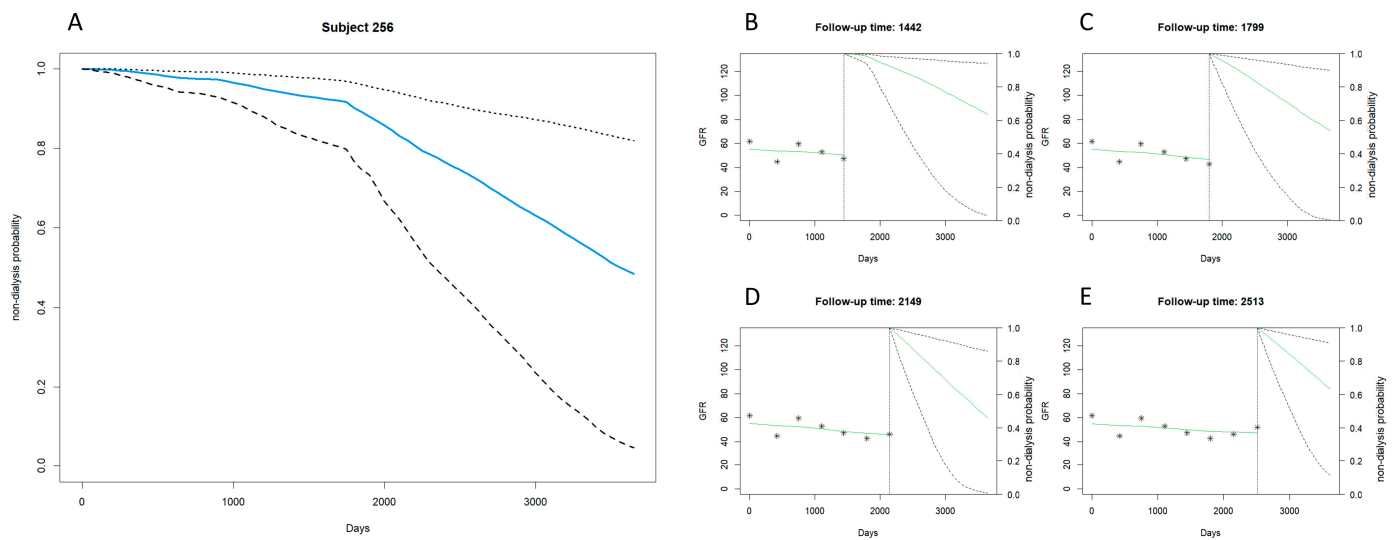 A
Subject 256
non-dialysis probability
1.0
0.8
0.6
0.4
0.2
0.0
0 1000 2000 3000
Days
B
Follow-up time: 1442
GFR
120
100
80
60
40
20
0
1.0
0.8
0.6
0.4
0.2
0.0
non-dialysis probability
0 1000 2000 3000
Days
C
Follow-up time: 1799
GFR
120
100
80
60
40
20
0
1.0
0.8
0.6
0.4
0.2
0.0
non-dialysis probability
0 1000 2000 3000
Days
D
Follow-up time: 2149
GFR
120
100
80
60
40
20
0
1.0
0.8
0.6
0.4
0.2
0.0
non-dialysis probability
0 1000 2000 3000
Days
E
Follow-up time: 2513
GFR
120
100
80
60
40
20
0
1.0
0.8
0.6
0.4
0.2
0.0
non-dialysis probability
0 1000 2000 3000
Days